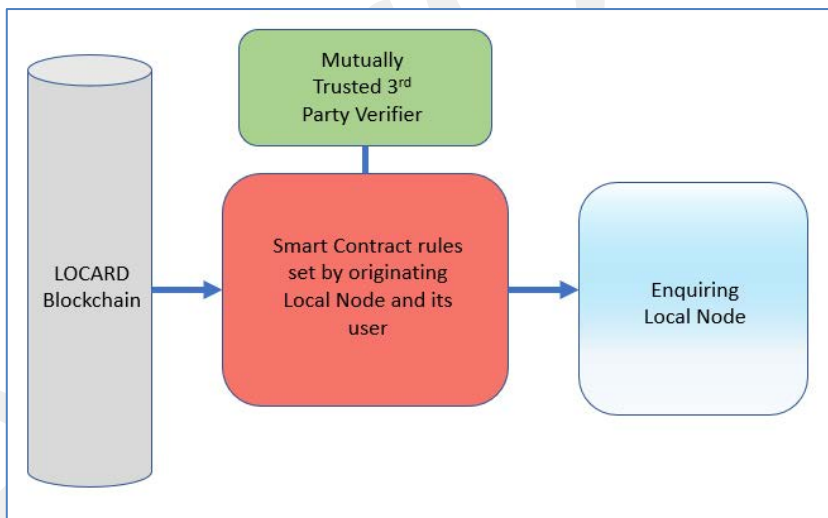 Mutually
Trusted 3rd
Party Verifier
LOCARD
Blockchain
Smart Contract rules
set by originating
Local Node and its
user
Enquiring
Local Node